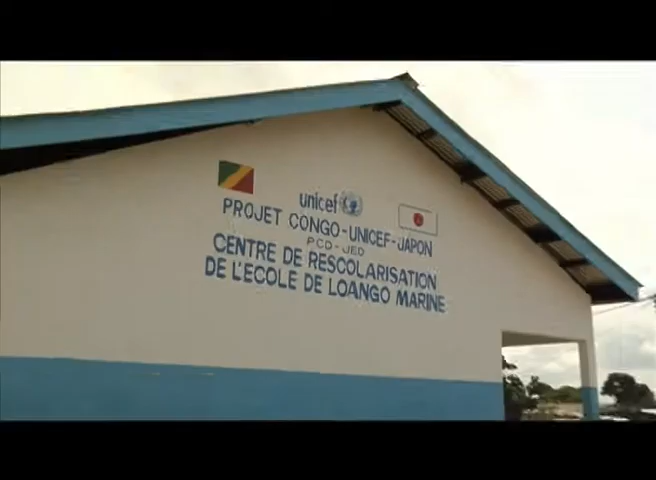 unicef
PROJET CONGO-UNICEF-JAPON
PCD-JED
CENTRE DE RESCOLARISATION
DE L'ECOLE DE LOANGO MARINE